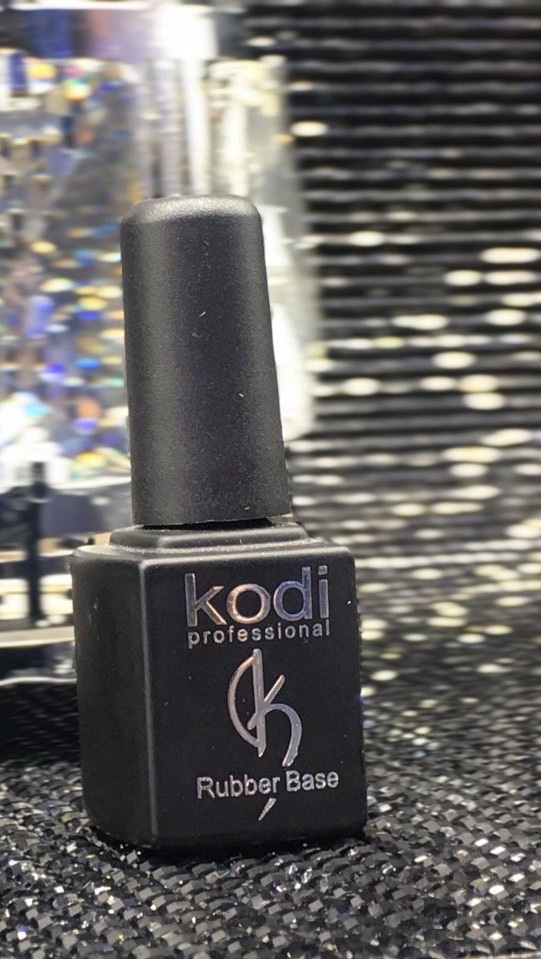 kodi
professional
Rubber Base